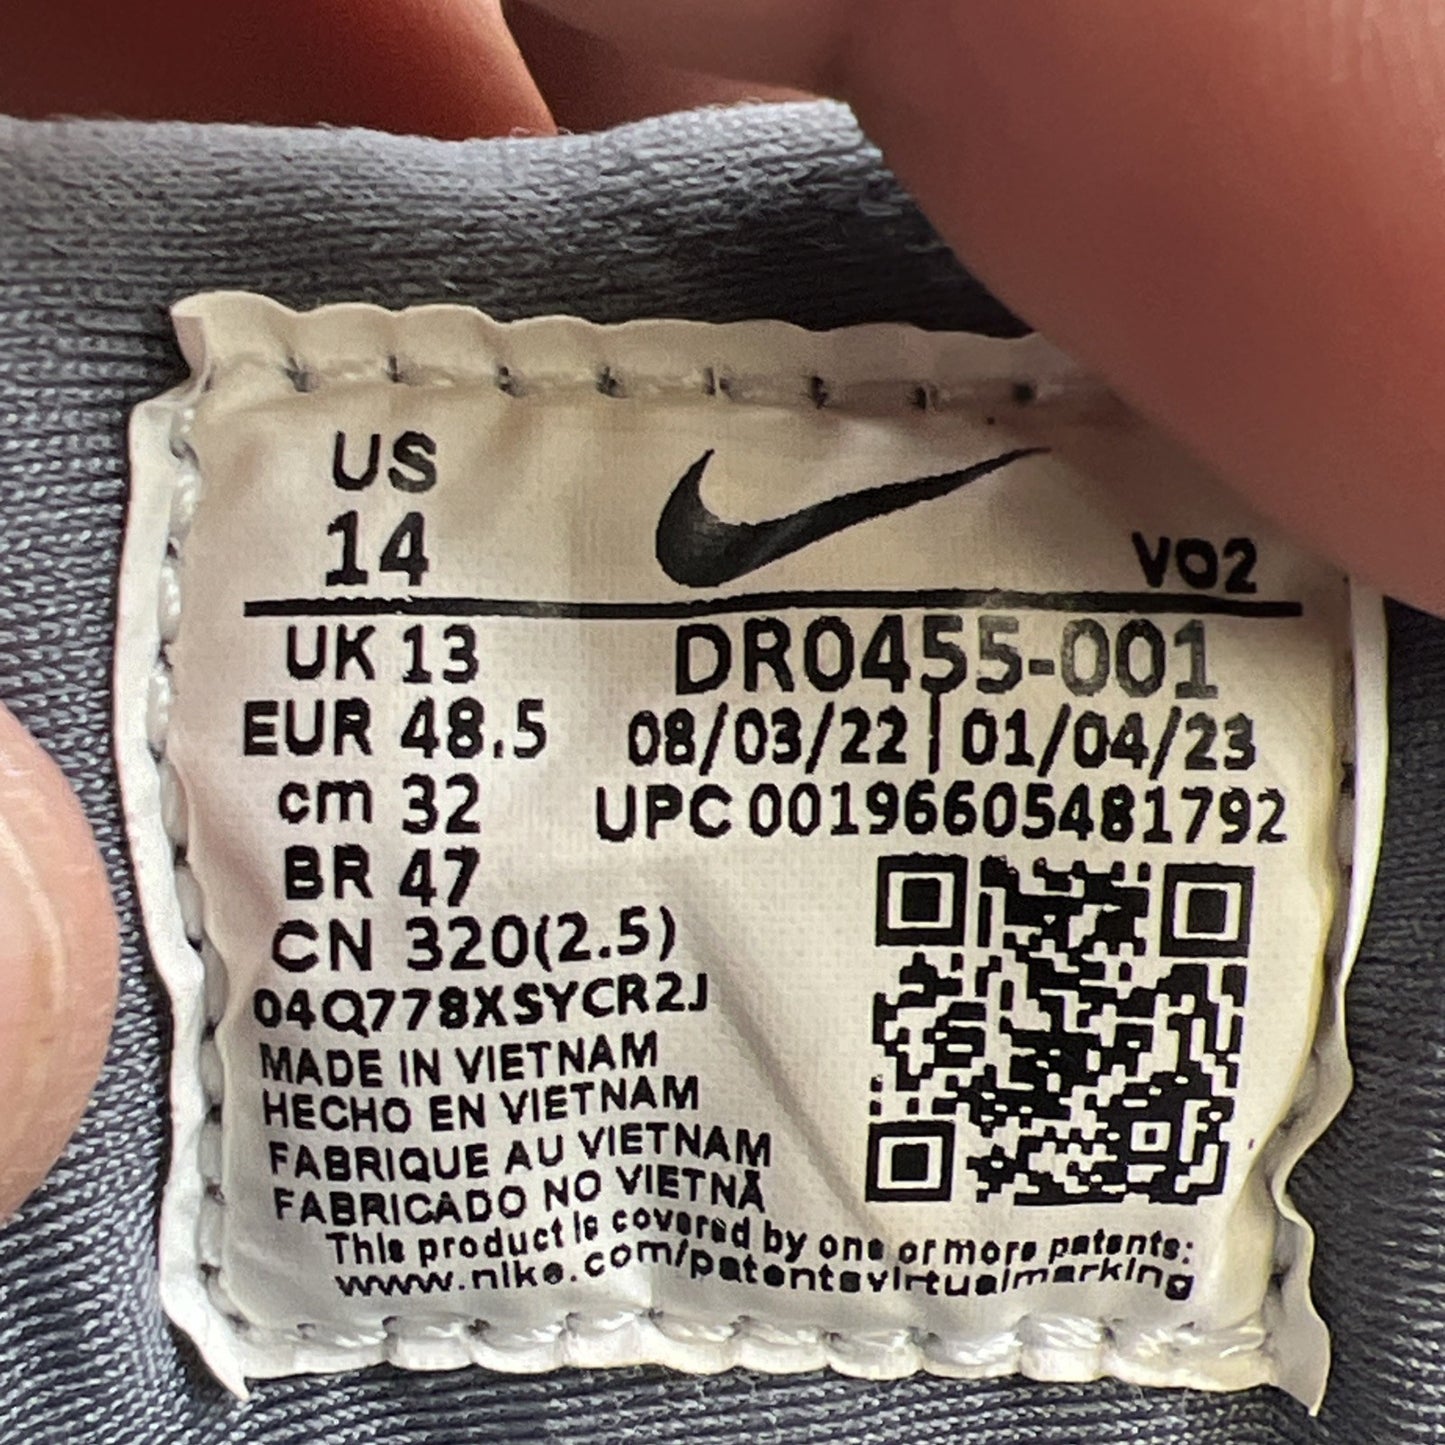 US
14
VO2
UK 13
DR0455-001
EUR 48.5
08/03/22 | 01/04/23
cm 32
UPC 00196605481792
BR 47
CN 320(2.5)
04Q778XSYCR2J
MADE IN VIETNAM
HECHO EN VIETNAM
FABRIQUE AU VIETNAM
FABRICADO NO VIETNÃ
This product is covered by one or more patents:
www.nike.com/patentsvirtualmarking